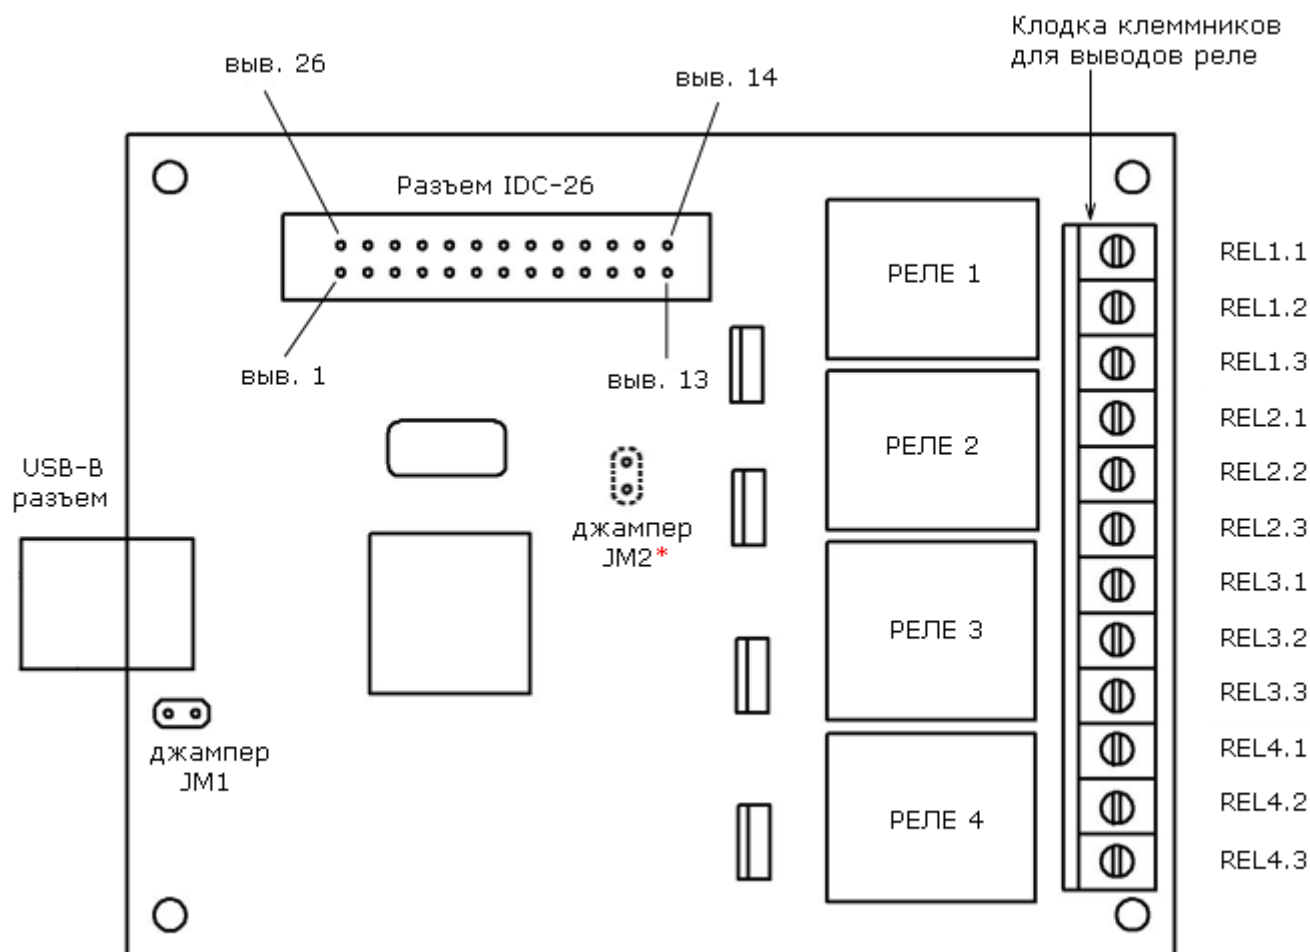 Клодка клеммников
для выводов реле
выв. 26
выв. 14
Разъем IDC-26
РЕЛЕ 1
REL1.1
REL1.2
REL1.3
выв. 1
выв. 13
РЕЛЕ 2
REL2.1
REL2.2
REL2.3
USB-B
разъем
джампер
JM2*
РЕЛЕ 3
REL3.1
REL3.2
REL3.3
джампер
JM1
РЕЛЕ 4
REL4.1
REL4.2
REL4.3